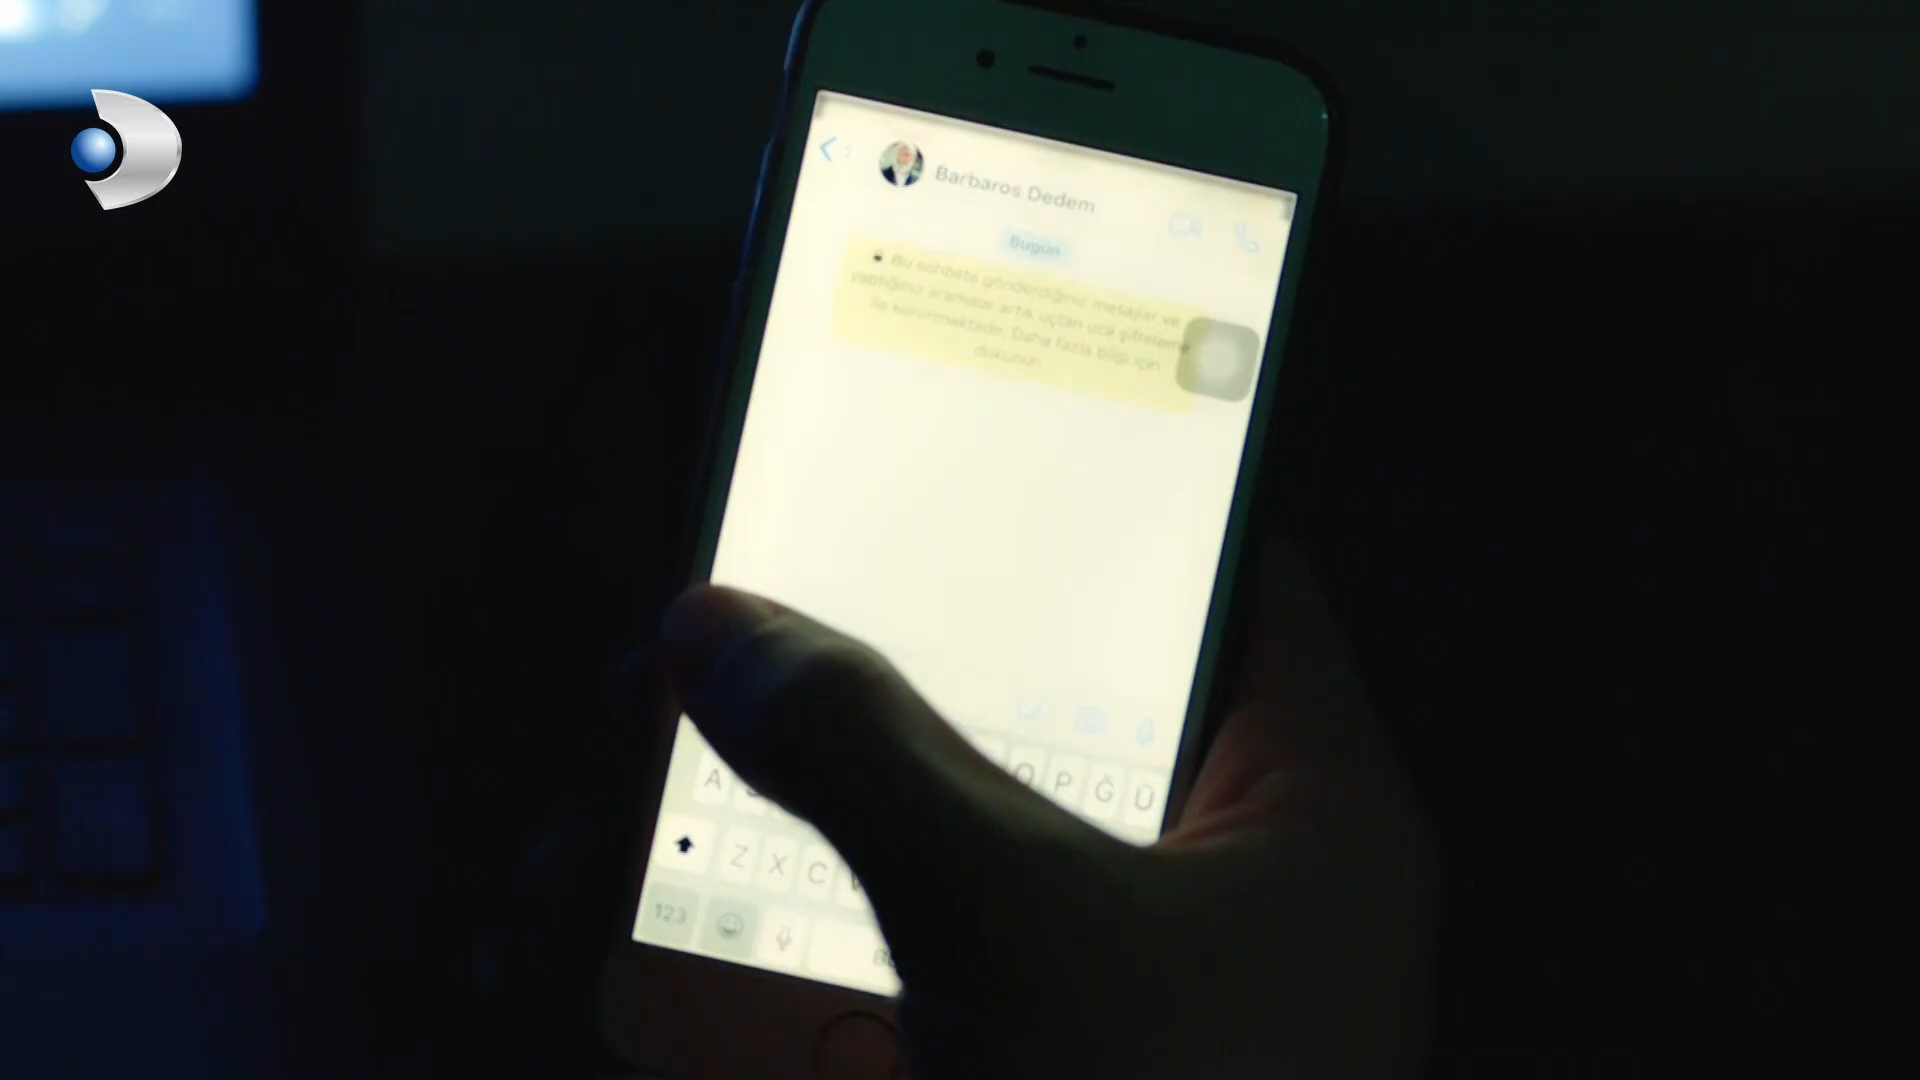 1
Barbaros Dedem
Bugün
Bu sohbete gönderdiğiniz mesajlar ve
yaptığınız aramalar artık uçtan uca şifreleme
ile korunmaktadır. Daha fazla bilgi için
dokunun.
O P Ğ Ü
A S
Z X C
123